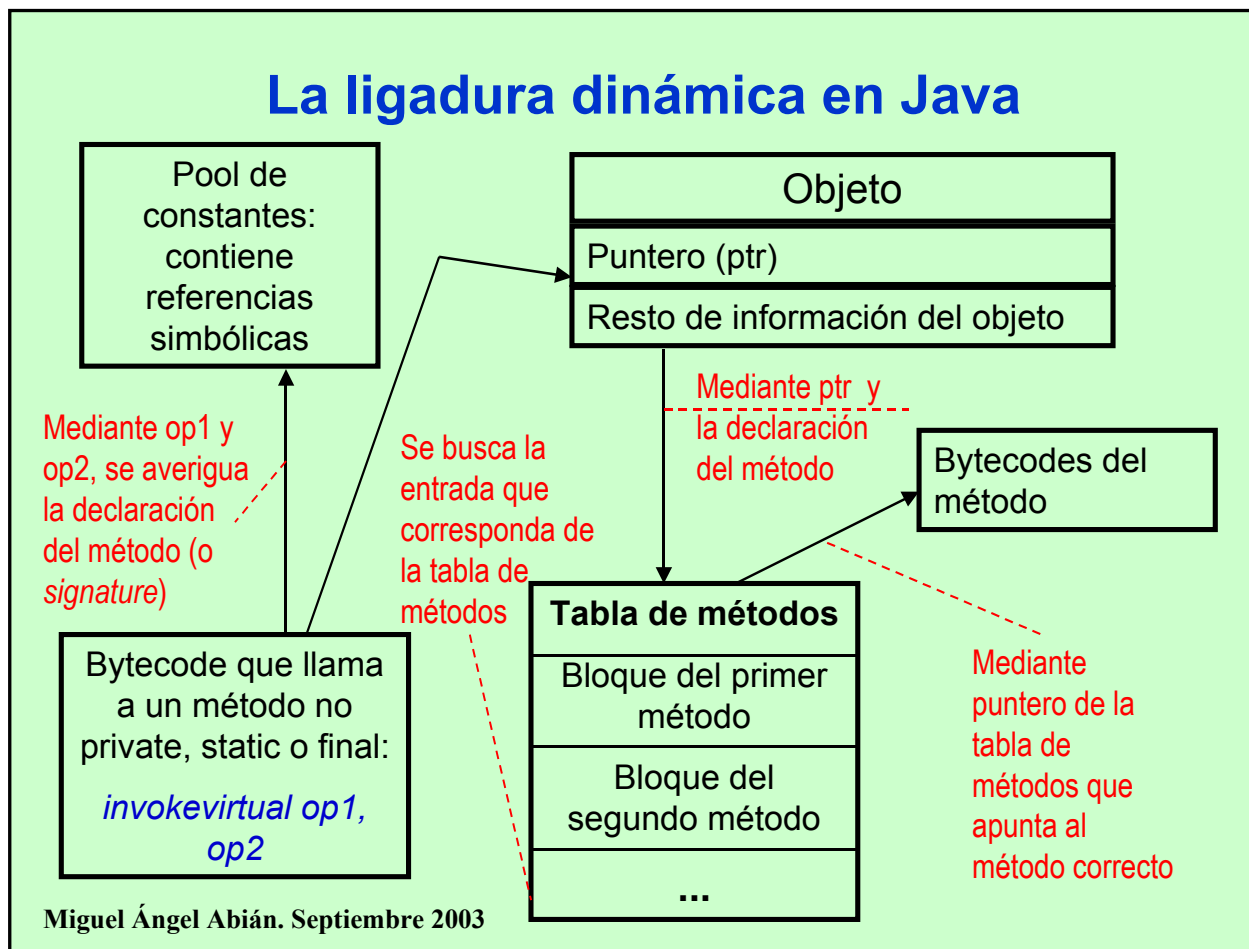 La ligadura dinámica en Java
Pool de
constantes:
contiene
referencias
simbólicas
Objeto
Puntero (ptr)
Resto de información del objeto
Mediante op1 y
op2, se averigua
la declaración
del método (o
signature)
Se busca la
entrada que
corresponda de
la tabla de
métodos
Mediante ptr y
la declaración
del método
Bytecodes del
método
Bytecode que llama
a un método no
private, static o final:
invokevirtual op1,
op2
Tabla de métodos
Bloque del primer
método
Bloque del
segundo método
...
Mediante
puntero de la
tabla de
métodos que
apunta al
método correcto
Miguel Ángel Abián. Septiembre 2003